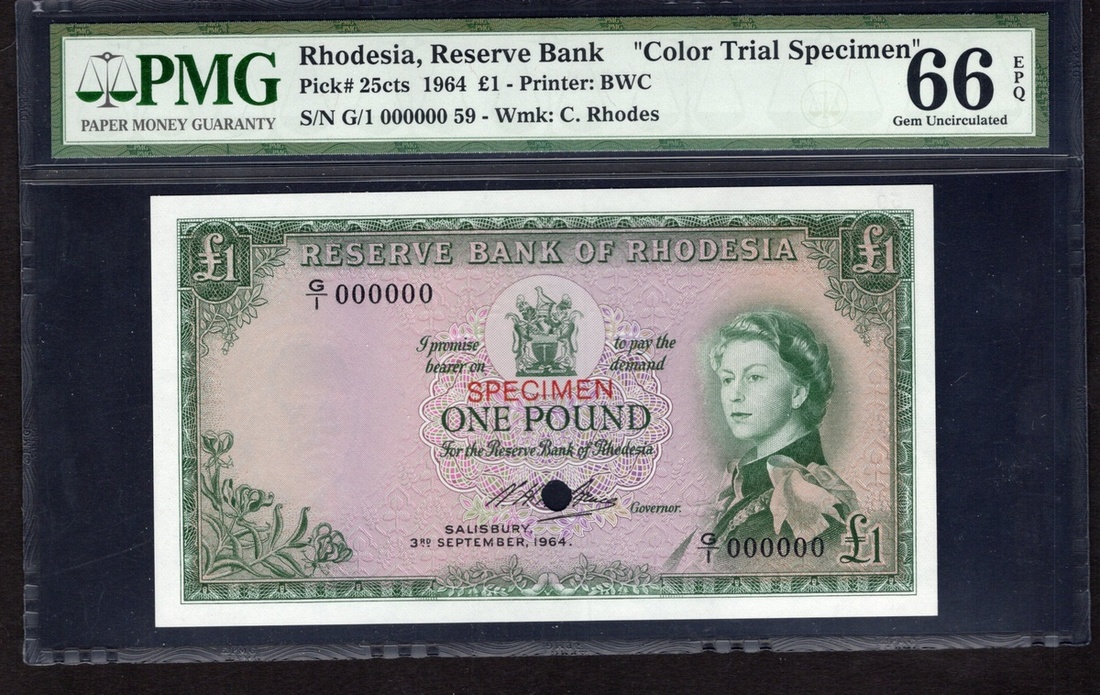 PMG
PAPER MONEY GUARANTY
Rhodesia, Reserve Bank "Color Trial Specimen"
Pick# 25cts 1964 £1 - Printer: BWC
S/N G/1 000000 59 - Wmk: C. Rhodes
66
EPQ
Gem Uncirculated
£1 RESERVE BANK OF RHODESIA £1
G/1 000000
I promise to pay the
bearer on demand
SPECIMEN
ONE POUND
For the Reserve Bank of Rhodesia
Governor.
SALISBURY,
3RD SEPTEMBER, 1964.
G/1 000000 £1